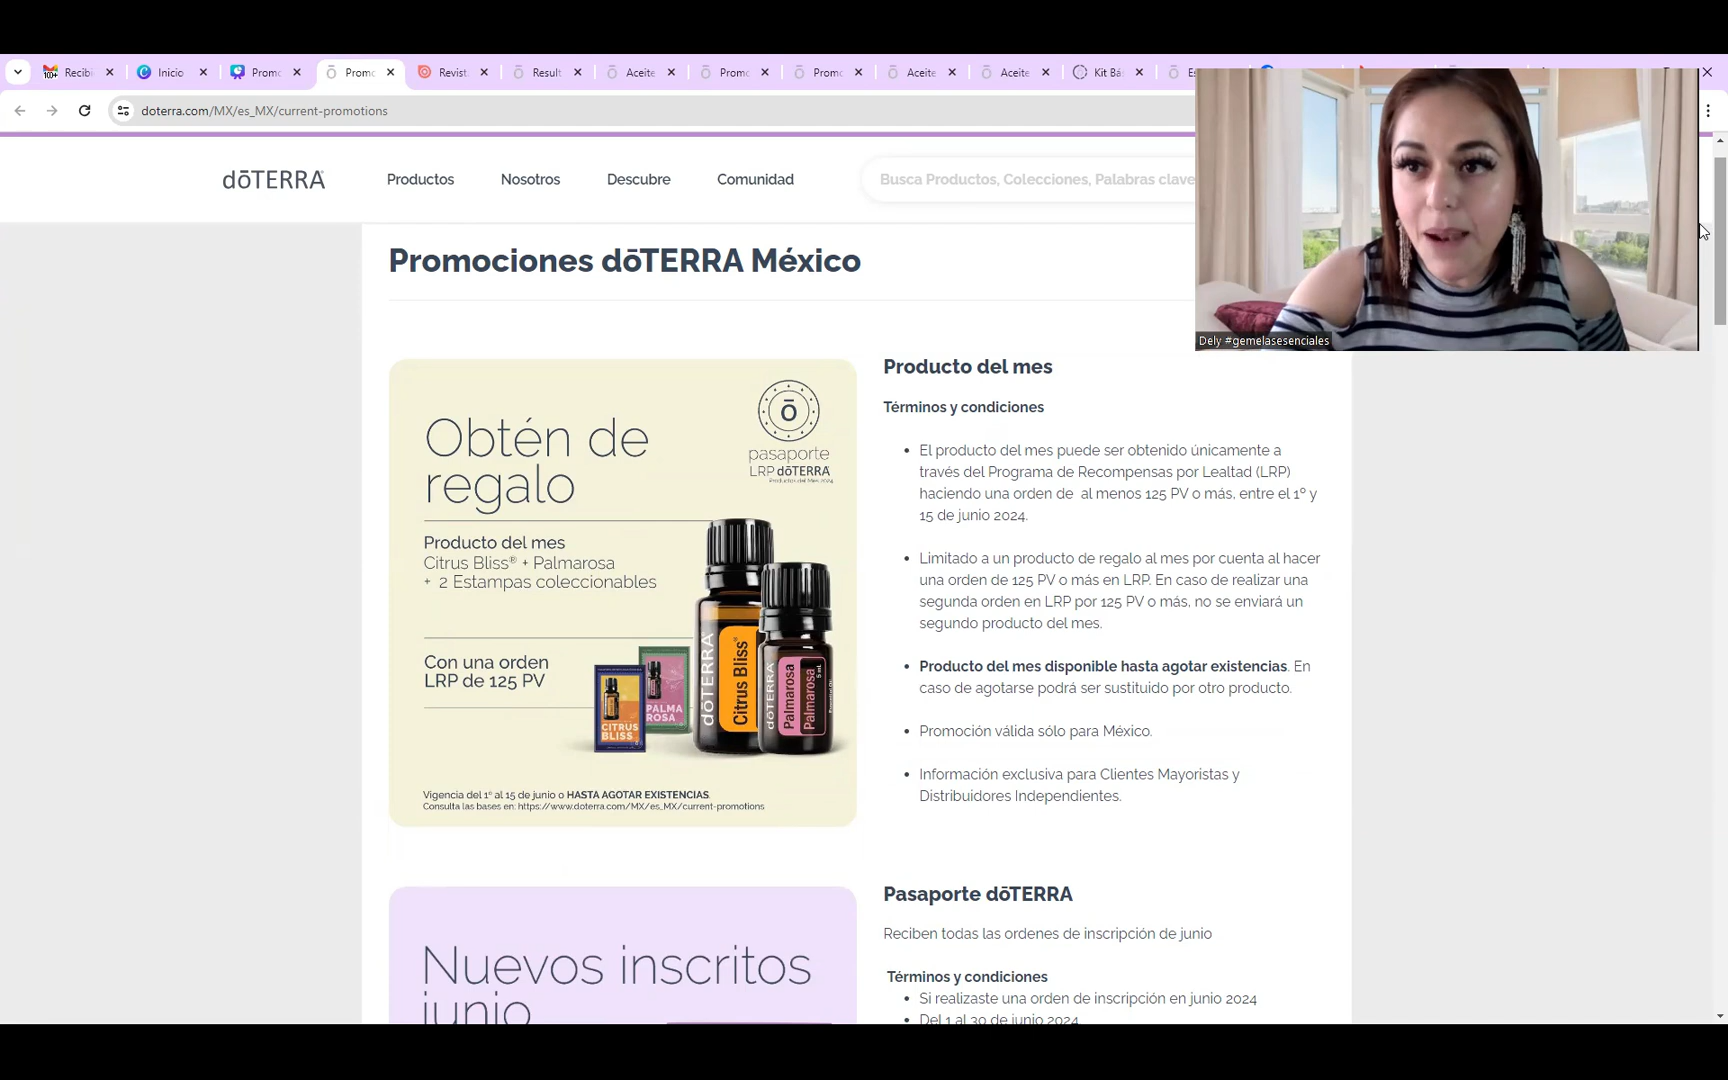 Recibi
Inicio
Promo
Promo
Revist
Result
Aceite
Promo
Promo
Aceite
Aceite
Kit Bá
Es
doterra.com/MX/es_MX/current-promotions
dōTERRA
Productos
Nosotros
Descubre
Comunidad
Busca Productos, Colecciones, Palabras clave
Dely #gemelasesenciales
Promociones dōTERRA México
Obtén de
regalo
ō
pasaporte
LRP dōTERRA
Productos del Mes 2024
Producto del mes
Citrus Bliss® + Palmarosa
+ 2 Estampas coleccionables
Con una orden
LRP de 125 PV
CITRUS
BLISS
PALMA
ROSA
dōTERRA
Citrus Bliss
dōTERRA
Palmarosa
Palmarosa
5 mL
Vigencia del 1º al 15 de junio o HASTA AGOTAR EXISTENCIAS.
Consulta las bases en: https://www.doterra.com/MX/es_MX/current-promotions
Producto del mes
Términos y condiciones
• El producto del mes puede ser obtenido únicamente a
través del Programa de Recompensas por Lealtad (LRP)
haciendo una orden de al menos 125 PV o más, entre el 1º y
15 de junio 2024.
• Limitado a un producto de regalo al mes por cuenta al hacer
una orden de 125 PV o más en LRP. En caso de realizar una
segunda orden en LRP por 125 PV o más, no se enviará un
segundo producto del mes.
• Producto del mes disponible hasta agotar existencias. En
caso de agotarse podrá ser sustituido por otro producto.
• Promoción válida sólo para México.
• Información exclusiva para Clientes Mayoristas y
Distribuidores Independientes.
Nuevos inscritos
junio
Pasaporte dōTERRA
Reciben todas las ordenes de inscripción de junio
Términos y condiciones
• Si realizaste una orden de inscripción en junio 2024
• Del 1 al 30 de junio 2024